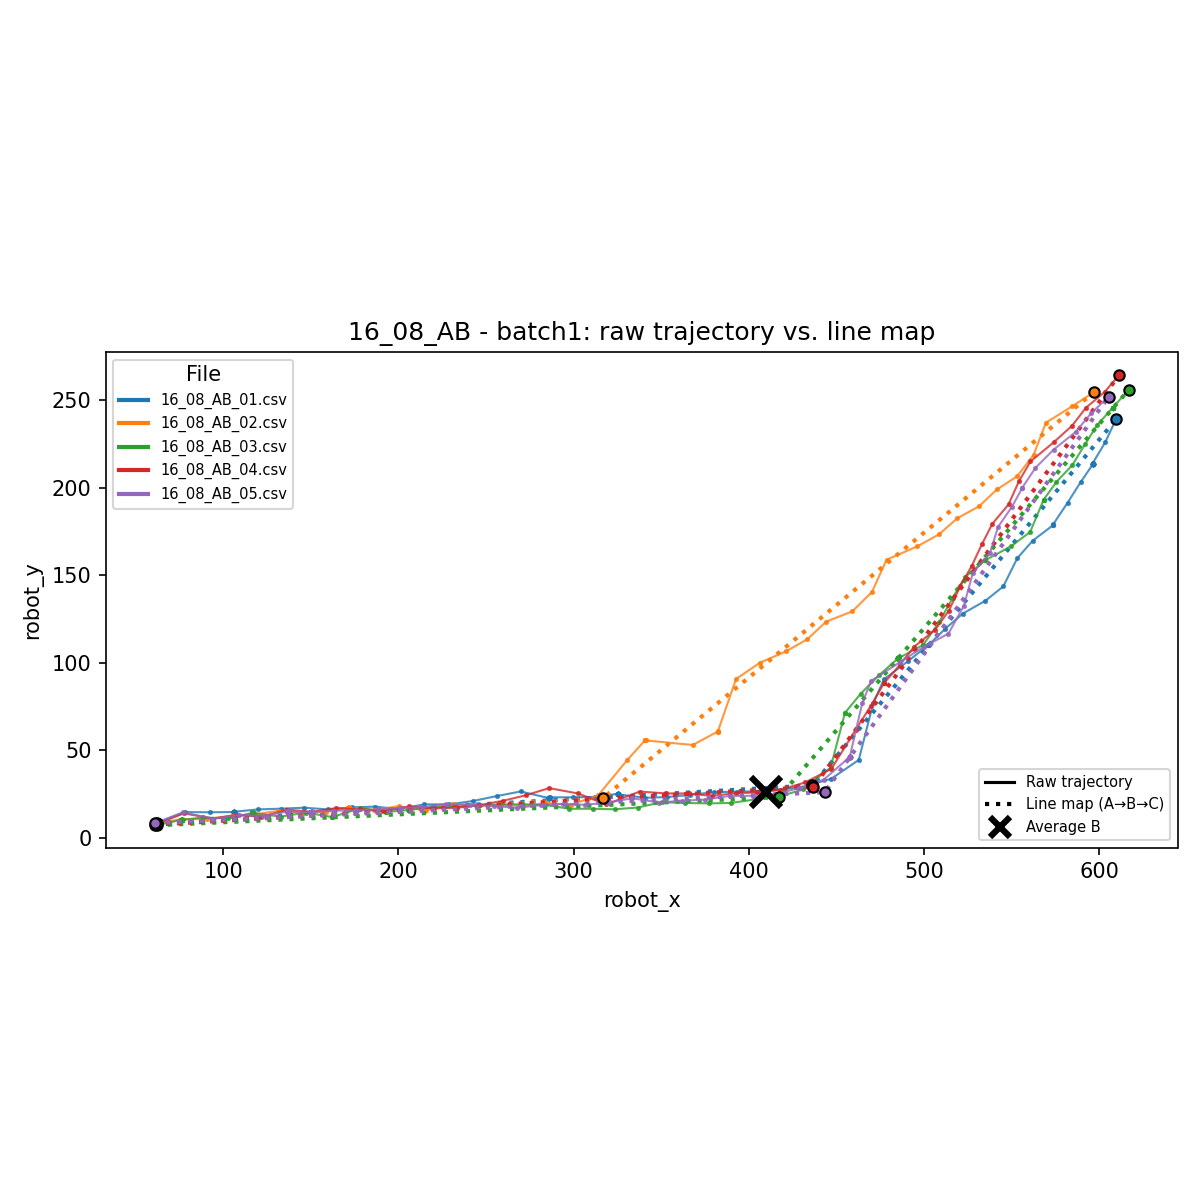 16_08_AB - batch1: raw trajectory vs. line map
File
16_08_AB_01.csv
16_08_AB_02.csv
16_08_AB_03.csv
16_08_AB_04.csv
16_08_AB_05.csv
robot_y
250
200
150
100
50
0
Raw trajectory
Line map (A→B→C)
Average B
100 200 300 400 500 600
robot_x